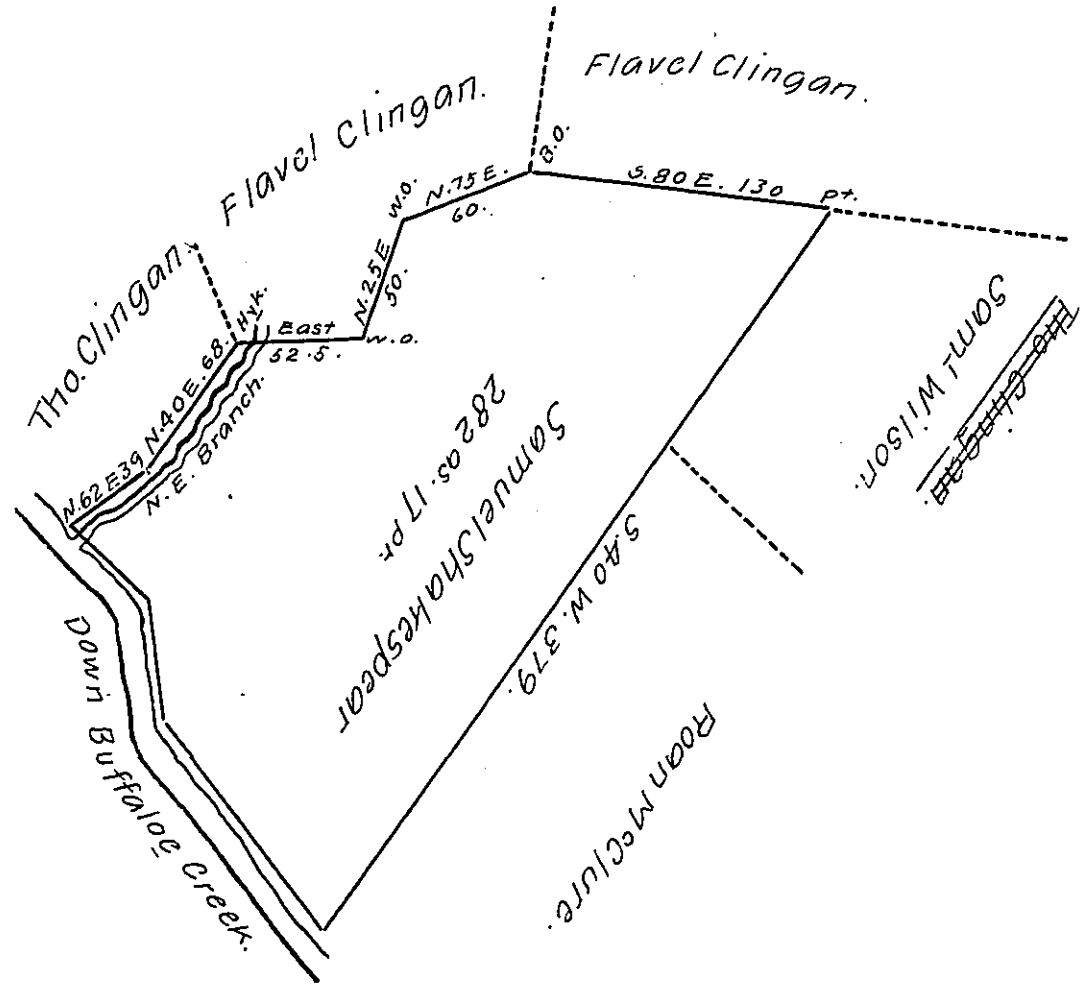 Flavel Clingan.
Flavel Clingan.
Tho. Clingan.
B.O.
S. 80 E. 130
pt.
N. 75 E.
60.
W.O.
N. 25 E
50.
W.O.
East
52.5.
Hyk.
N. 40 E. 68.
N. 62 E. 39
N.E. Branch.
Saml. Wilson.
Tho. Clingan.
282 as. 17 pr.
Samuel Shakespear
S. 40 W. 379.
Roan McClure.
Down Buffaloe Creek.